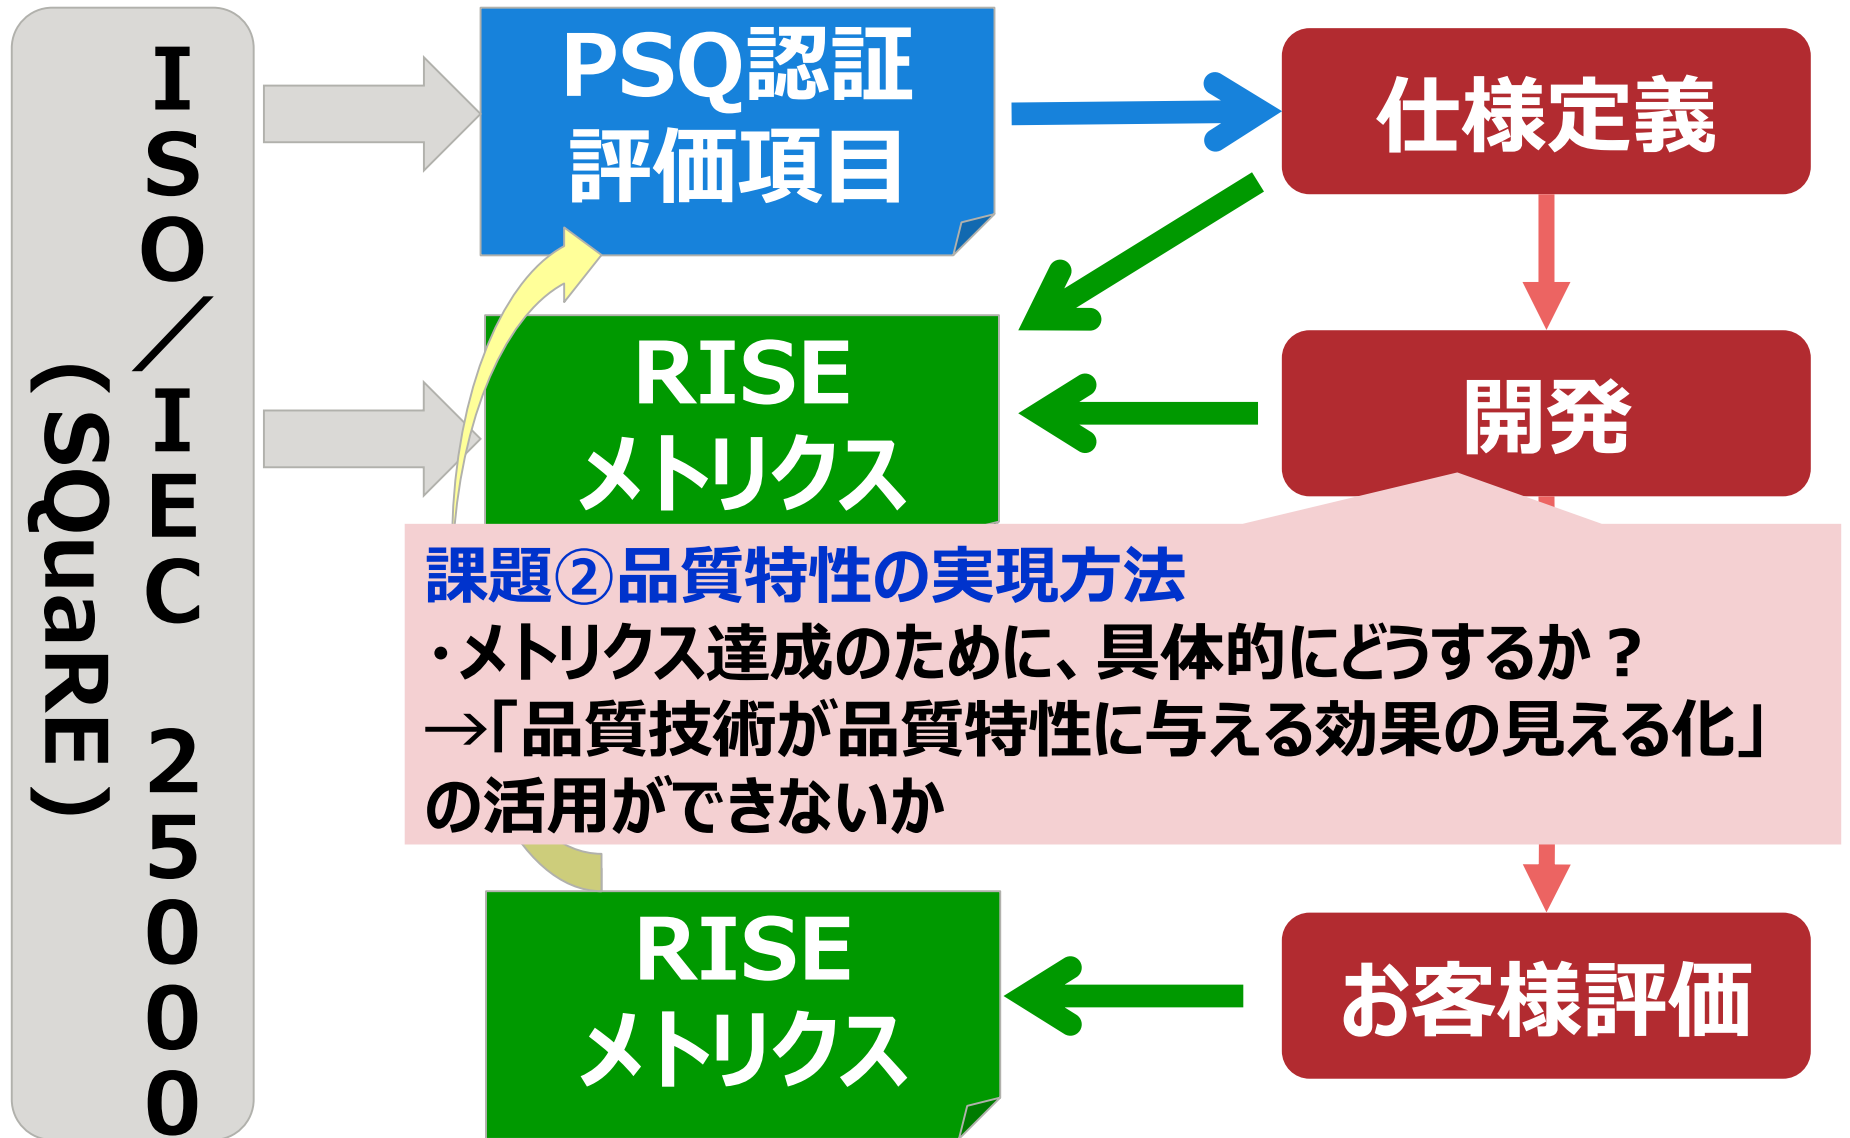 ISO／IEC 25000
（SQuaRE）
PSQ認証
評価項目
仕様定義
RISE
メトリクス
開発
課題②品質特性の実現方法
・メトリクス達成のために、具体的にどうするか？
→「品質技術が品質特性に与える効果の見える化」
の活用ができないか
RISE
メトリクス
お客様評価